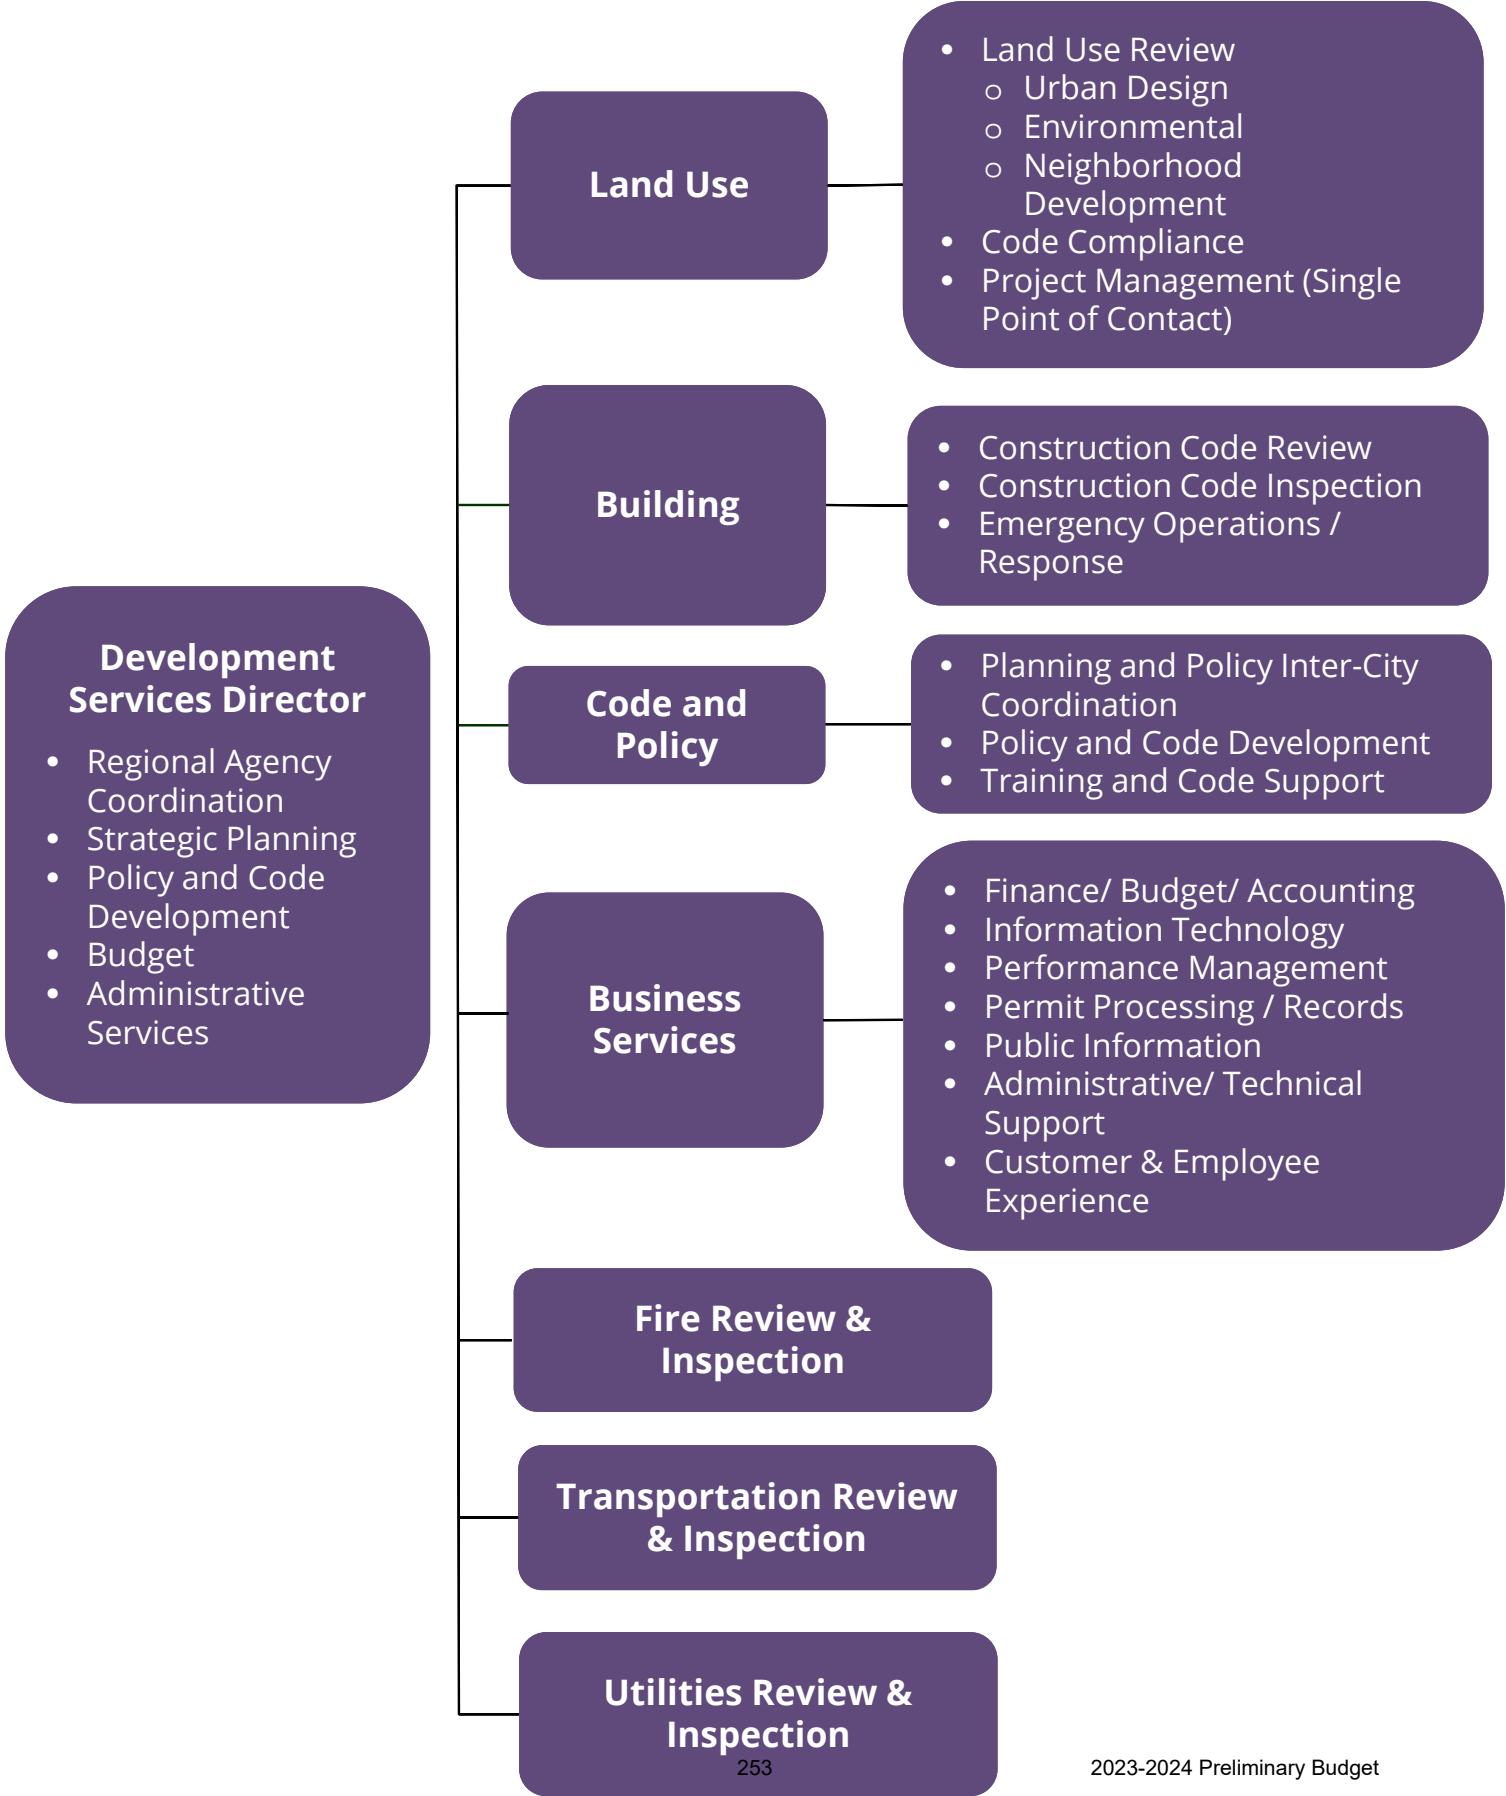 Development
Services Director
• Regional Agency
Coordination
• Strategic Planning
• Policy and Code
Development
• Budget
• Administrative
Services
Land Use
• Land Use Review
o Urban Design
o Environmental
o Neighborhood
Development
• Code Compliance
• Project Management (Single
Point of Contact)
Building
• Construction Code Review
• Construction Code Inspection
• Emergency Operations /
Response
Code and
Policy
• Planning and Policy Inter-City
Coordination
• Policy and Code Development
• Training and Code Support
Business
Services
• Finance/ Budget/ Accounting
• Information Technology
• Performance Management
• Permit Processing / Records
• Public Information
• Administrative/ Technical
Support
• Customer & Employee
Experience
Fire Review &
Inspection
Transportation Review
& Inspection
Utilities Review &
Inspection
253
2023-2024 Preliminary Budget